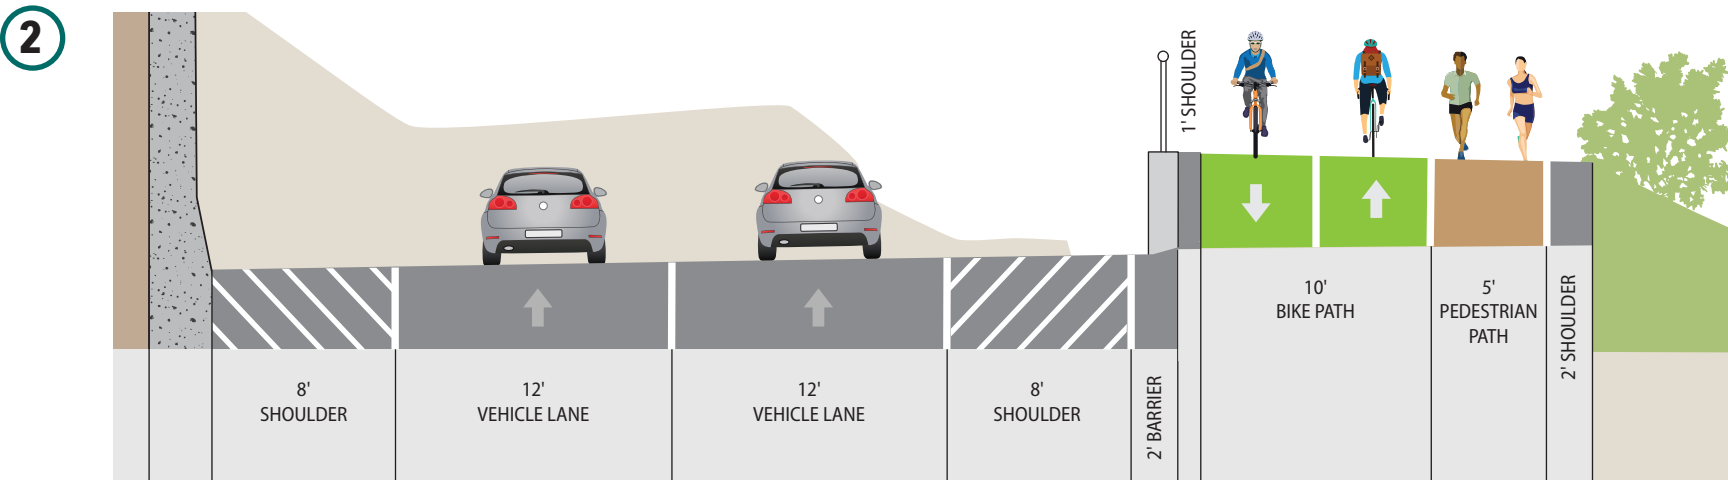 2
8'
SHOULDER
12'
VEHICLE LANE
12'
VEHICLE LANE
8'
SHOULDER
2' BARRIER
1' SHOULDER
10'
BIKE PATH
5'
PEDESTRIAN
PATH
2' SHOULDER